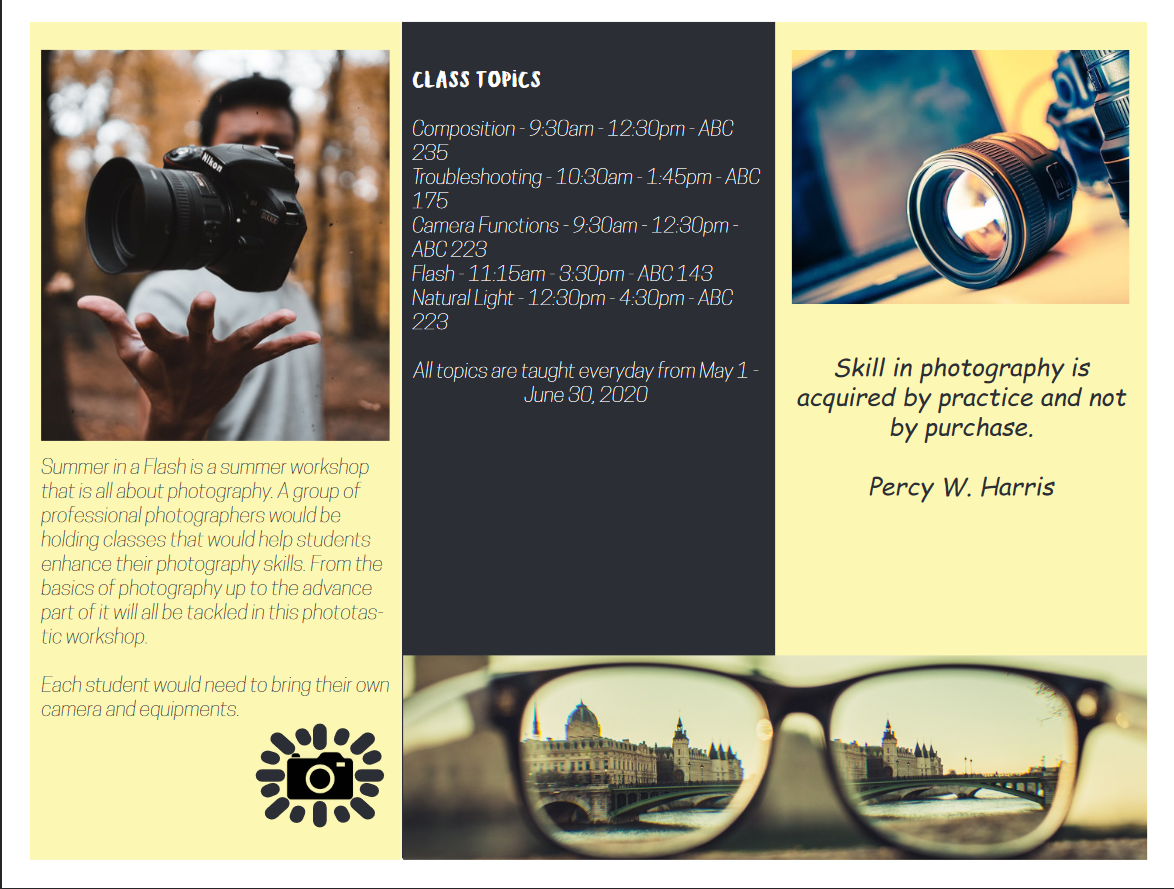 Nikon
Summer in a Flash is a summer workshop
that is all about photography. A group of
professional photographers would be
holding classes that would help students
enhance their photography skills. From the
basics of photography up to the advance
part of it will all be tackled in this phototas-
tic workshop.
Each student would need to bring their own
camera and equipments.
CLASS TOPiCS
Composition - 9:30am - 12:30pm - ABC
235
Troubleshooting - 10:30am - 1:45pm - ABC
175
Camera Functions - 9:30am - 12:30pm -
ABC 223
Flash - 11:15am - 3:30pm - ABC 143
Natural Light - 12:30pm - 4:30pm - ABC
223
All topics are taught everyday from May 1 -
June 30, 2020
Skill in photography is
acquired by practice and not
by purchase.
Percy W. Harris